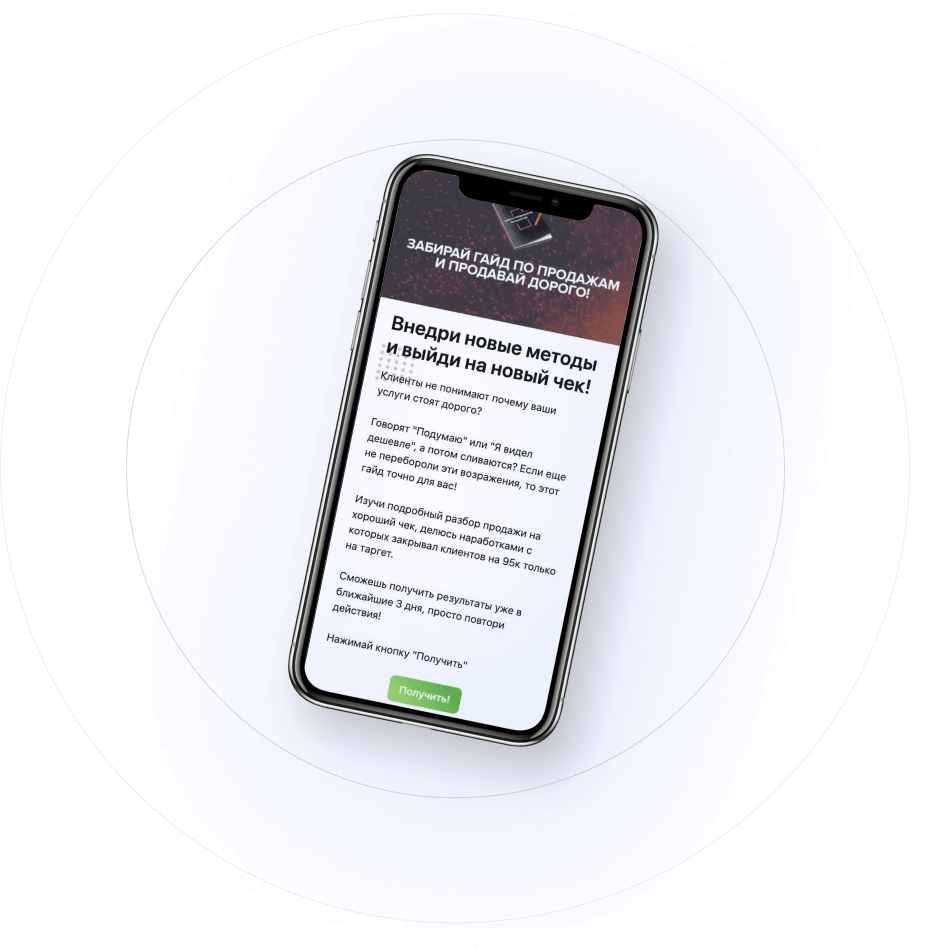 ЗАБИРАЙ ГАЙД ПО ПРОДАЖАМ
И ПРОДАВАЙ ДОРОГО!
Внедри новые методы
и выйди на новый чек!
Клиенты не понимают почему ваши
услуги стоят дорого?
Говорят "Подумаю" или "Я видел
дешевле", а потом сливаются? Если еще
не перебороли эти возражения, то этот
гайд точно для вас!
Изучи подробный разбор продажи на
хороший чек, делюсь наработками с
которых закрывал клиентов на 95к только
на таргет.
Сможешь получить результаты уже в
ближайшие 3 дня, просто повтори
действия!
Нажимай кнопку "Получить"
Получить!